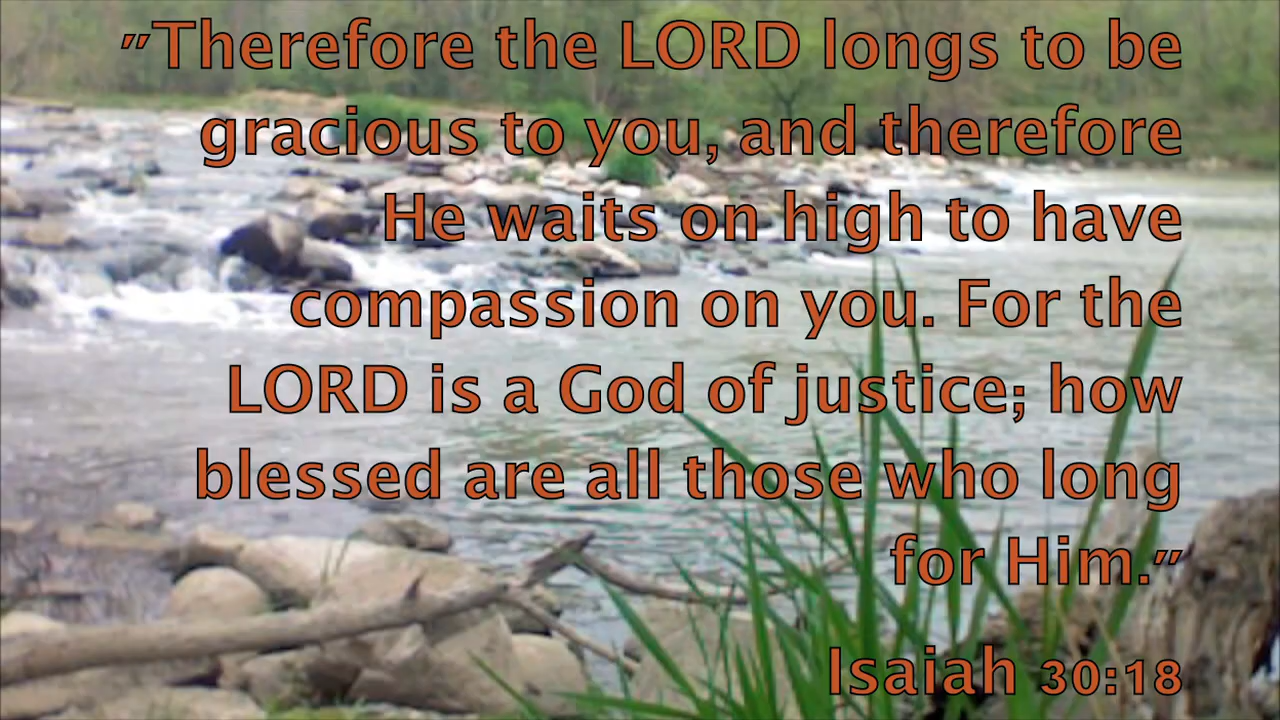 "Therefore the LORD longs to be
gracious to you, and therefore
He waits on high to have
compassion on you. For the
LORD is a God of justice; how
blessed are all those who long
for Him."
Isaiah 30:18